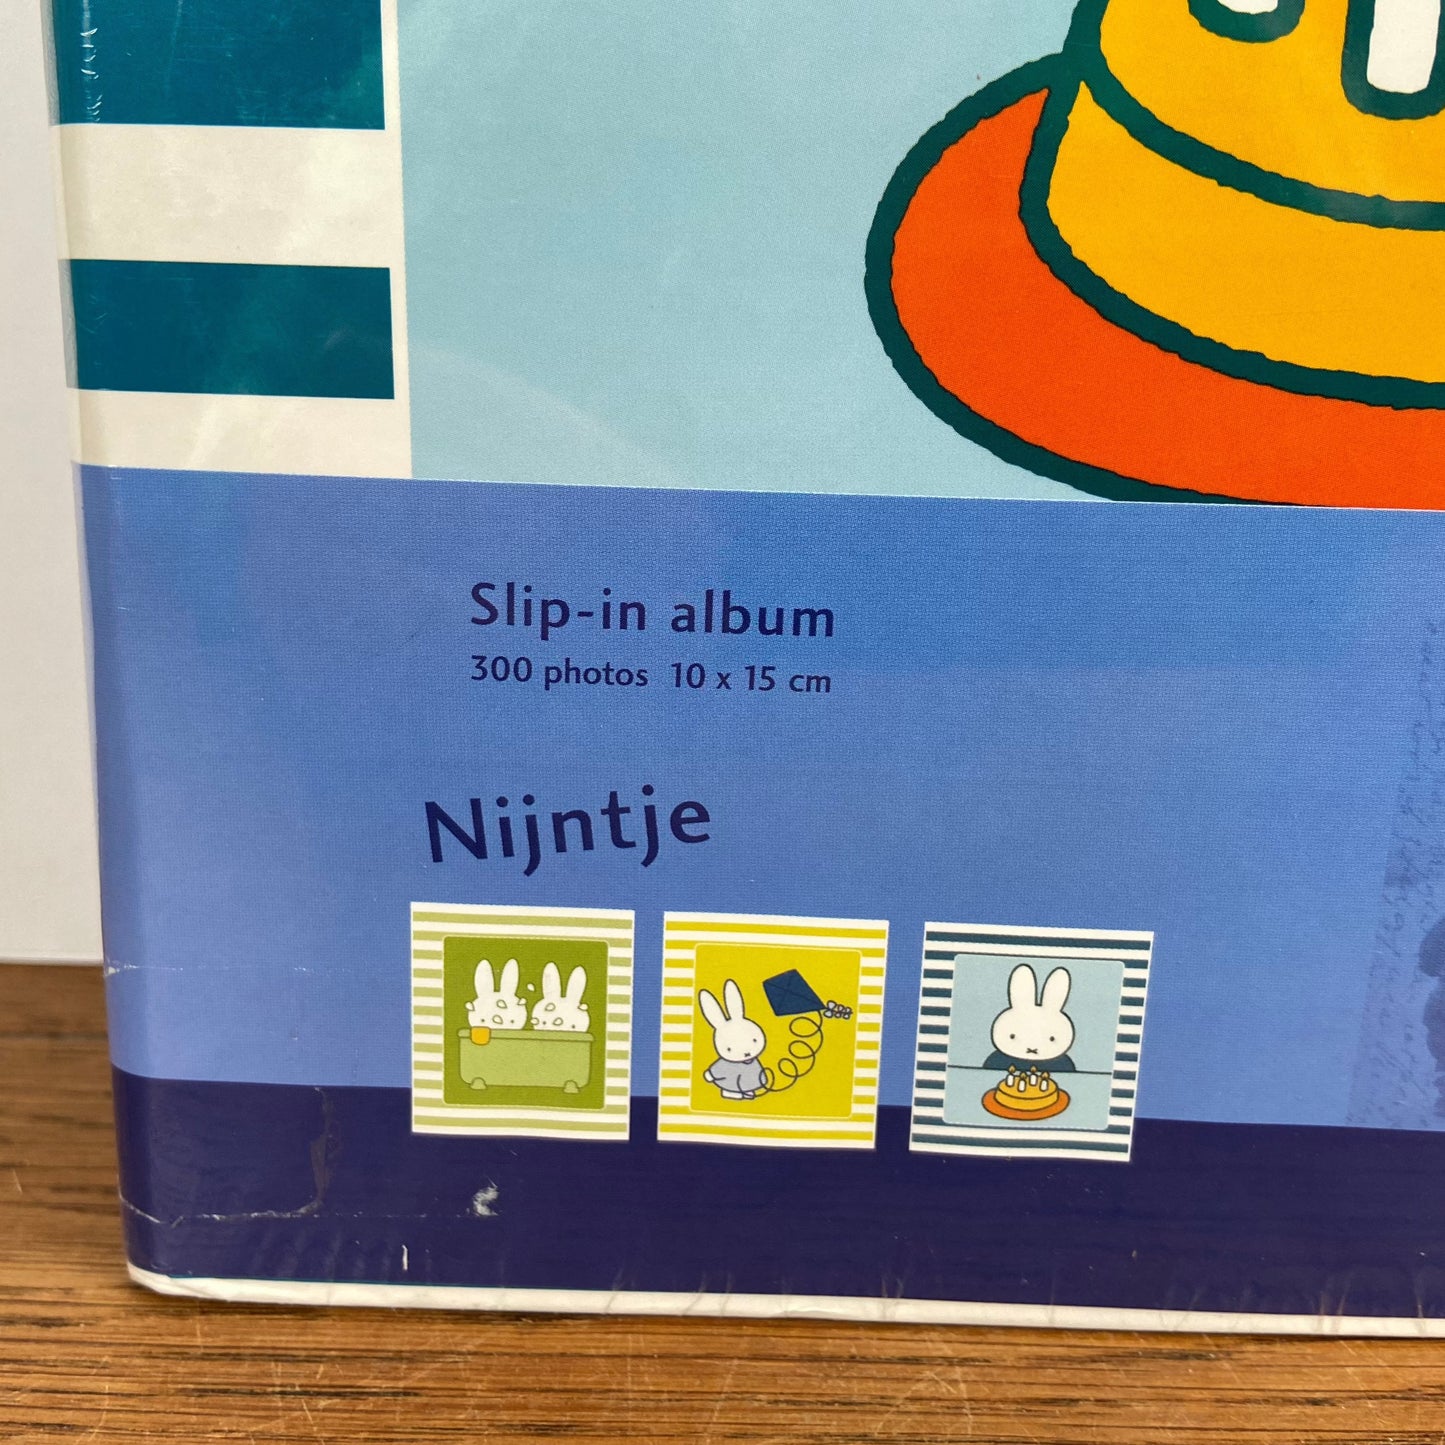 Slip-in album
300 photos 10 x 15 cm
Nijntje